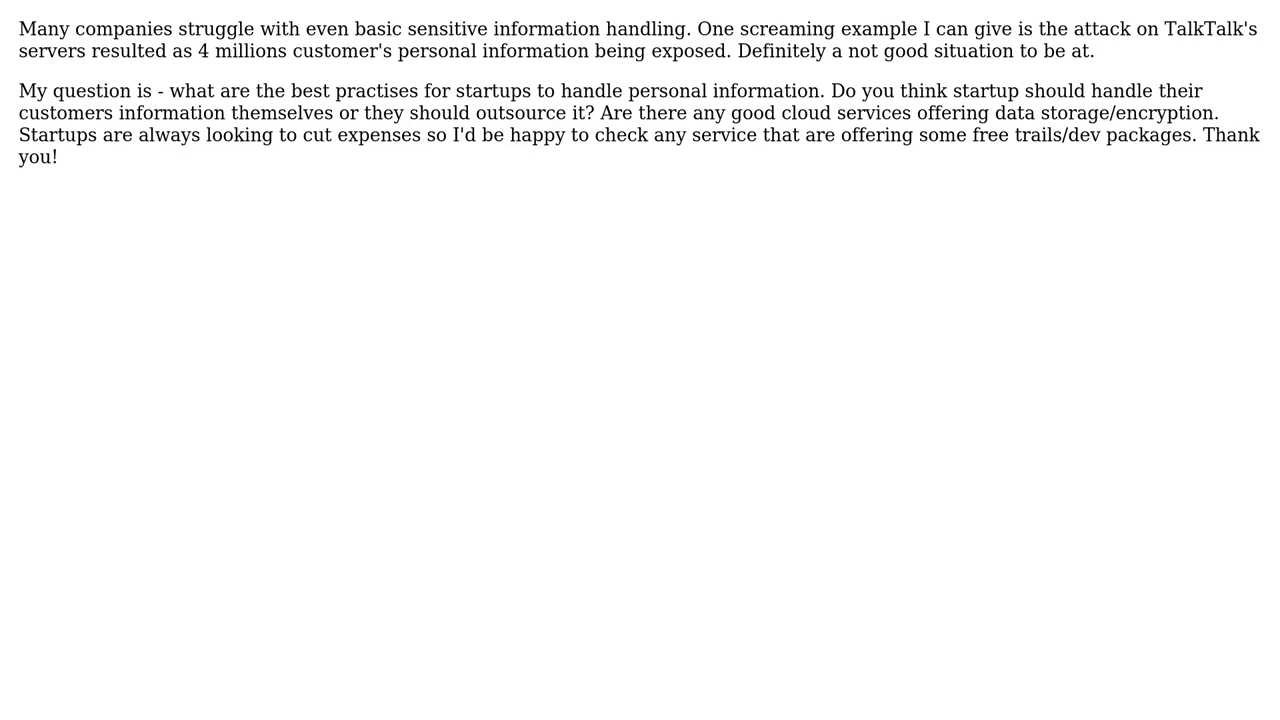 Many companies struggle with even basic sensitive information handling. One screaming example I can give is the attack on TalkTalk's
servers resulted as 4 millions customer's personal information being exposed. Definitely a not good situation to be at.
My question is - what are the best practises for startups to handle personal information. Do you think startup should handle their
customers information themselves or they should outsource it? Are there any good cloud services offering data storage/encryption.
Startups are always looking to cut expenses so I'd be happy to check any service that are offering some free trails/dev packages. Thank
you!